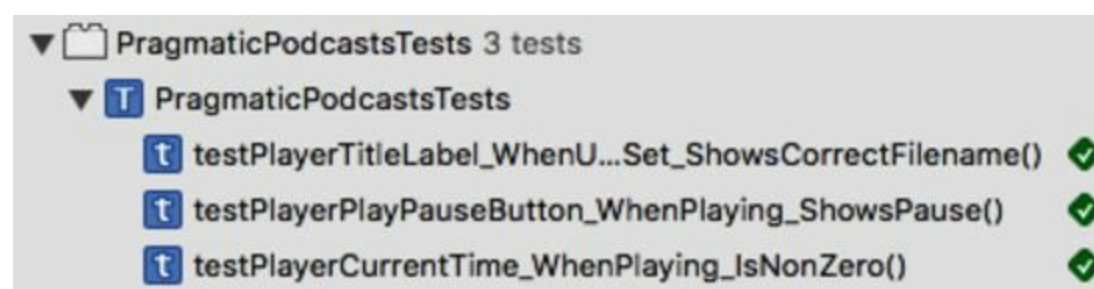 PragmaticPodcastsTests 3 tests
T PragmaticPodcastsTests
t testPlayerTitleLabel_WhenU...Set_ShowsCorrectFilename()
t testPlayerPlayPauseButton_WhenPlaying_ShowsPause()
t testPlayerCurrentTime_WhenPlaying_IsNonZero()